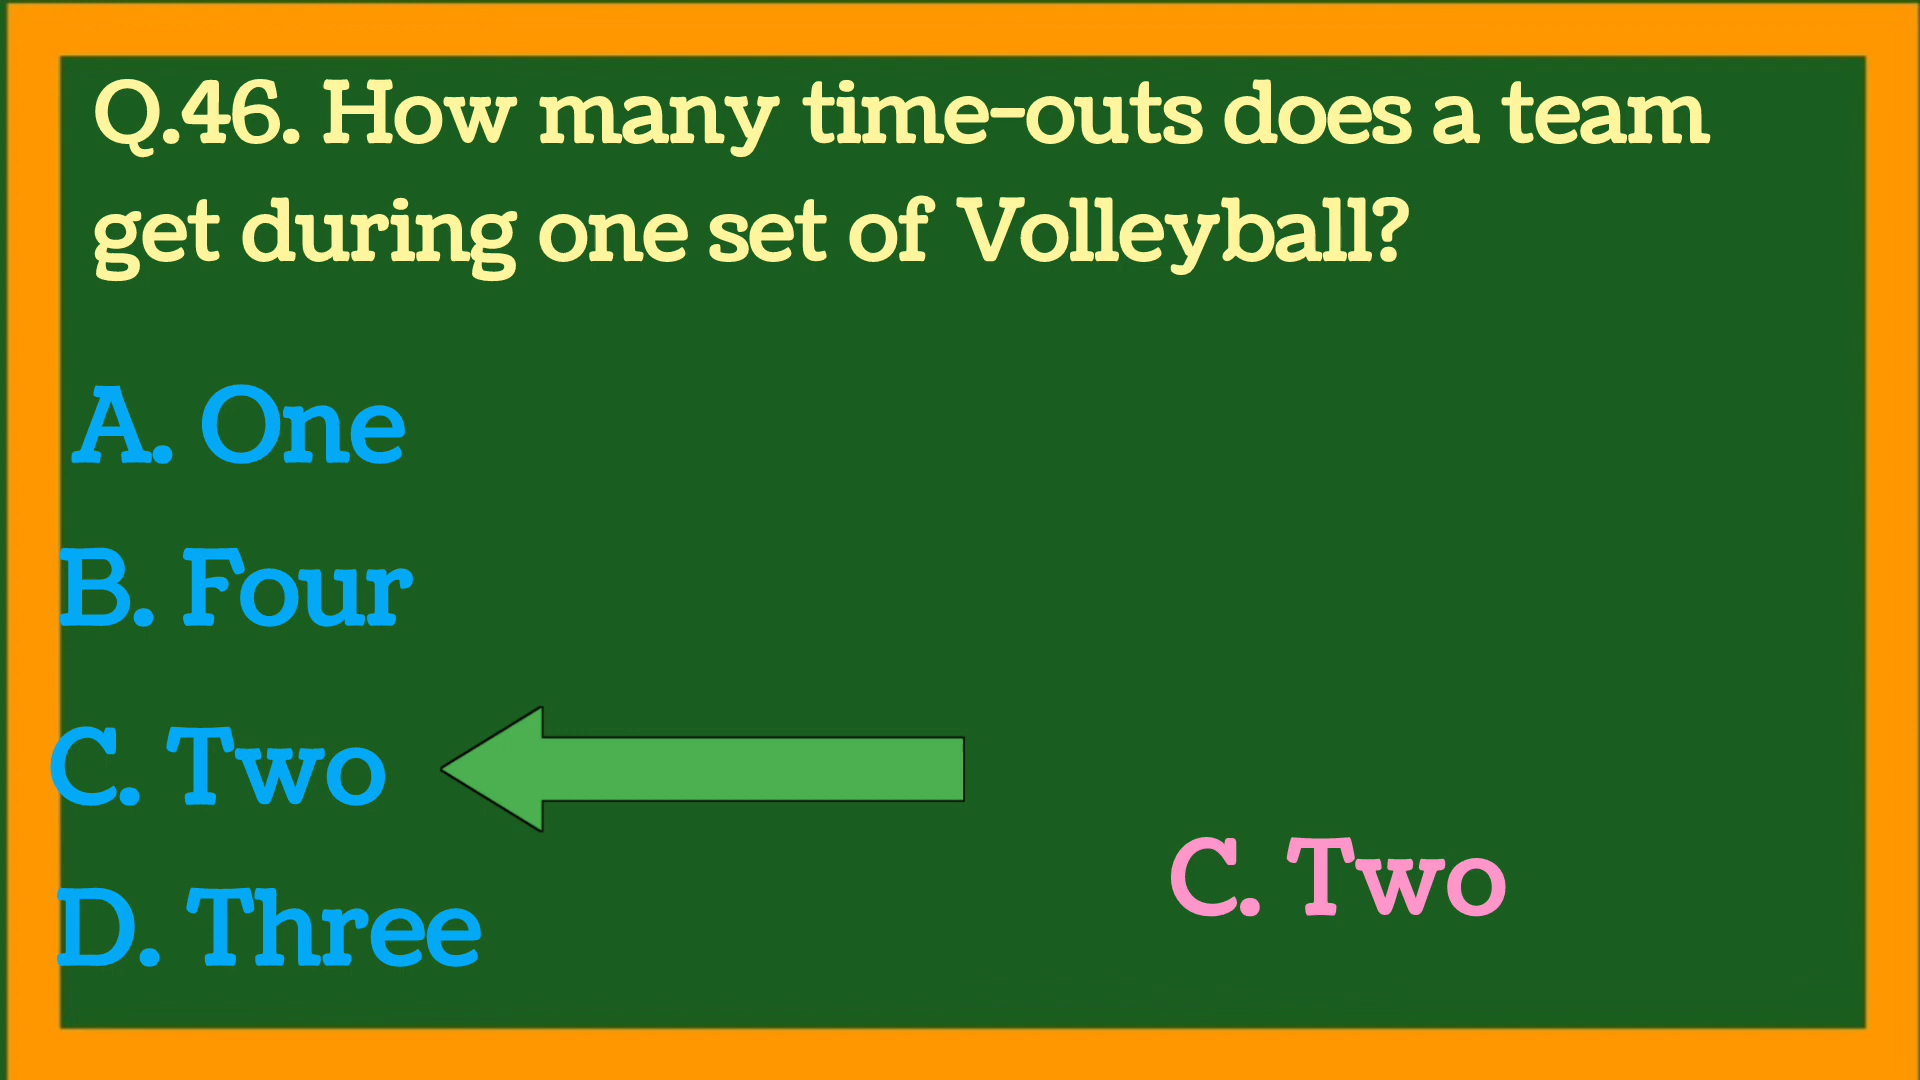 Q.46. How many time-outs does a team
get during one set of Volleyball?
A. One
B. Four
C. Two
C. Two
D. Three